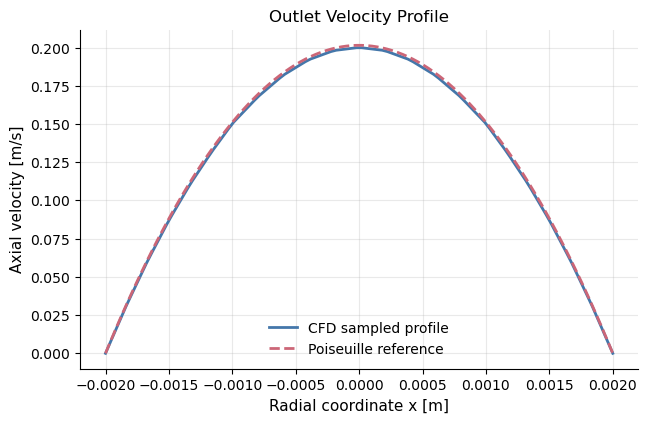 Outlet Velocity Profile
Axial velocity [m/s]
0.200
0.175
0.150
0.125
0.100
0.075
0.050
0.025
0.000
CFD sampled profile
Poiseuille reference
−0.0020 −0.0015 −0.0010 −0.0005 0.0000 0.0005 0.0010 0.0015 0.0020
Radial coordinate x [m]